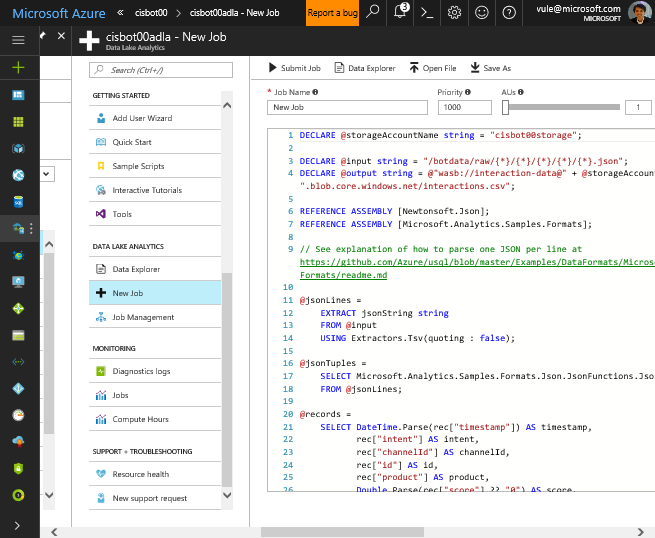 Microsoft Azure « cisbot00 > cisbot00adla - New Job Report a bug 3 vule@microsoft.com
MICROSOFT
cisbot00adla - New Job
Data Lake Analytics
Search (Ctrl+/)
GETTING STARTED
Add User Wizard
Quick Start
Sample Scripts
Interactive Tutorials
Tools
DATA LAKE ANALYTICS
Data Explorer
New Job
Job Management
MONITORING
Diagnostics logs
Jobs
Compute Hours
SUPPORT + TROUBLESHOOTING
Resource health
New support request
Submit Job Data Explorer Open File Save As
* Job Name Priority AUs
New Job 1000 1
1 DECLARE @storageAccountName string = "cisbot00storage";
2
3 DECLARE @input string = "/botdata/raw/{*}/{*}/{*}/{*}/{*}.json";
4 DECLARE @output string = @"wasb://interaction-data@" + @storageAccount
".blob.core.windows.net/interactions.csv";
5
6 REFERENCE ASSEMBLY [Newtonsoft.Json];
7 REFERENCE ASSEMBLY [Microsoft.Analytics.Samples.Formats];
8
9 // See explanation of how to parse one JSON per line at
https://github.com/Azure/usql/blob/master/Examples/DataFormats/Micros
Formats/readme.md
10
11 @jsonLines =
12 EXTRACT jsonString string
13 FROM @input
14 USING Extractors.Tsv(quoting : false);
15
16 @jsonTuples =
17 SELECT Microsoft.Analytics.Samples.Formats.Json.JsonFunctions.Jso
18 FROM @jsonLines;
19
20 @records =
21 SELECT DateTime.Parse(rec["timestamp"]) AS timestamp,
22 rec["intent"] AS intent,
23 rec["channelId"] AS channelId,
24 rec["id"] AS id,
25 rec["product"] AS product,
26 Double.Parse(rec["score"] ?? "0") AS score,